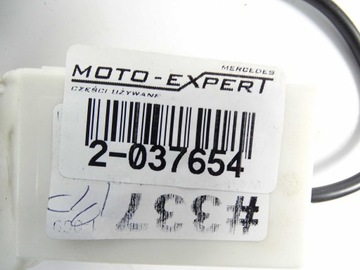 MERCEDES
MOTO-EXPERT
CZĘŚCI UŻYWANE
2-037654
#337